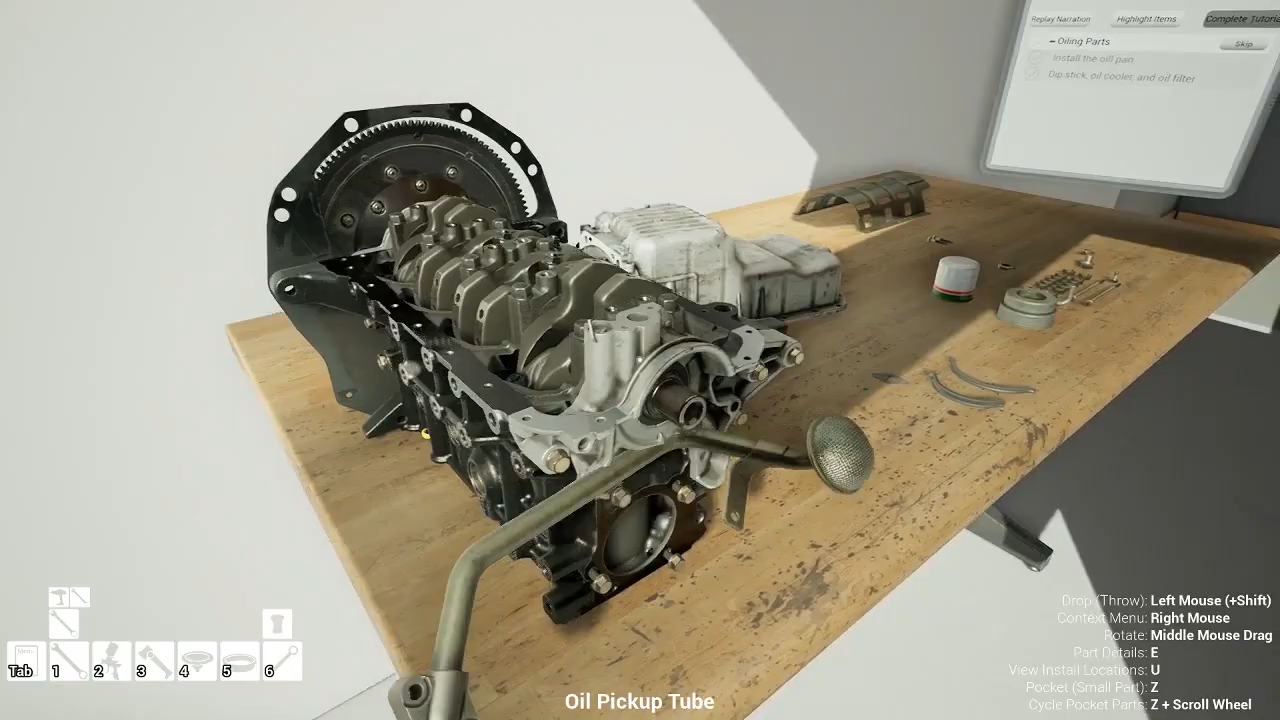 Replay Narration Highlight Items Complete Tutoria
– Oiling Parts Skip
Install the oill pan
Dip stick, oil cooler, and oil filter
Drop (Throw): Left Mouse (+Shift)
Context Menu: Right Mouse
Rotate: Middle Mouse Drag
Part Details: E
View Install Locations: U
Pocket (Small Part): Z
Cycle Pocket Parts: Z + Scroll Wheel
Tab 1 2 3 4 5 6
Oil Pickup Tube